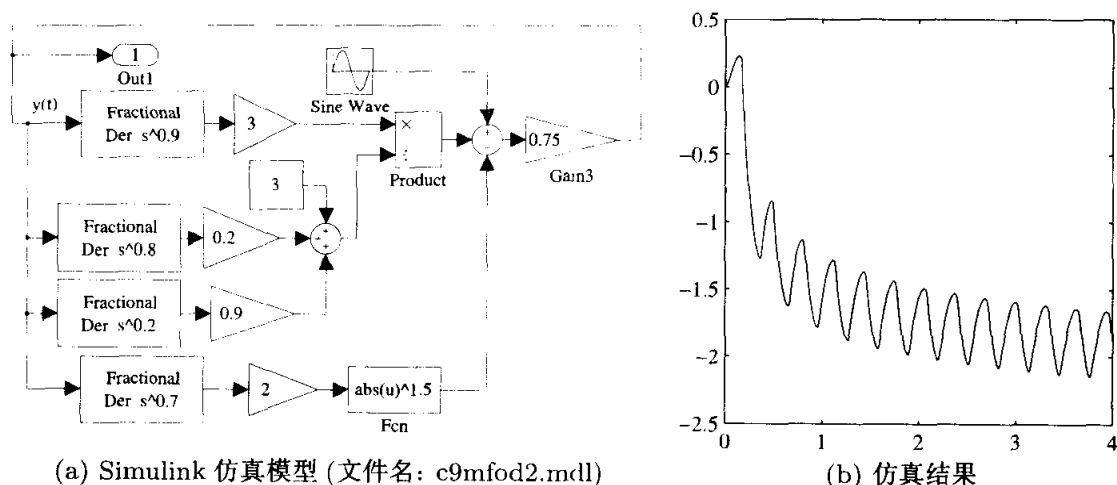 1
Out1
y(t)
Fractional
Der s^0.9
3
Sine Wave
×
÷
Product
0.75
Gain3
3
Fractional
Der s^0.8
0.2
+
+
+
Fractional
Der s^0.2
0.9
Fractional
Der s^0.7
2
abs(u)^1.5
Fcn
(a) Simulink 仿真模型 (文件名: c9mfod2.mdl)
0.5
0
−0.5
−1
−1.5
−2
−2.5
0 1 2 3 4
(b) 仿真结果